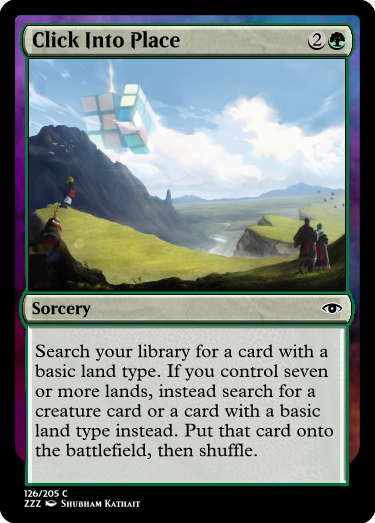 Click Into Place 2
Sorcery
Search your library for a card with a
basic land type. If you control seven
or more lands, instead search for a
creature card or a card with a basic
land type instead. Put that card onto
the battlefield, then shuffle.
126/205 C
ZZZ Shubham Kathait